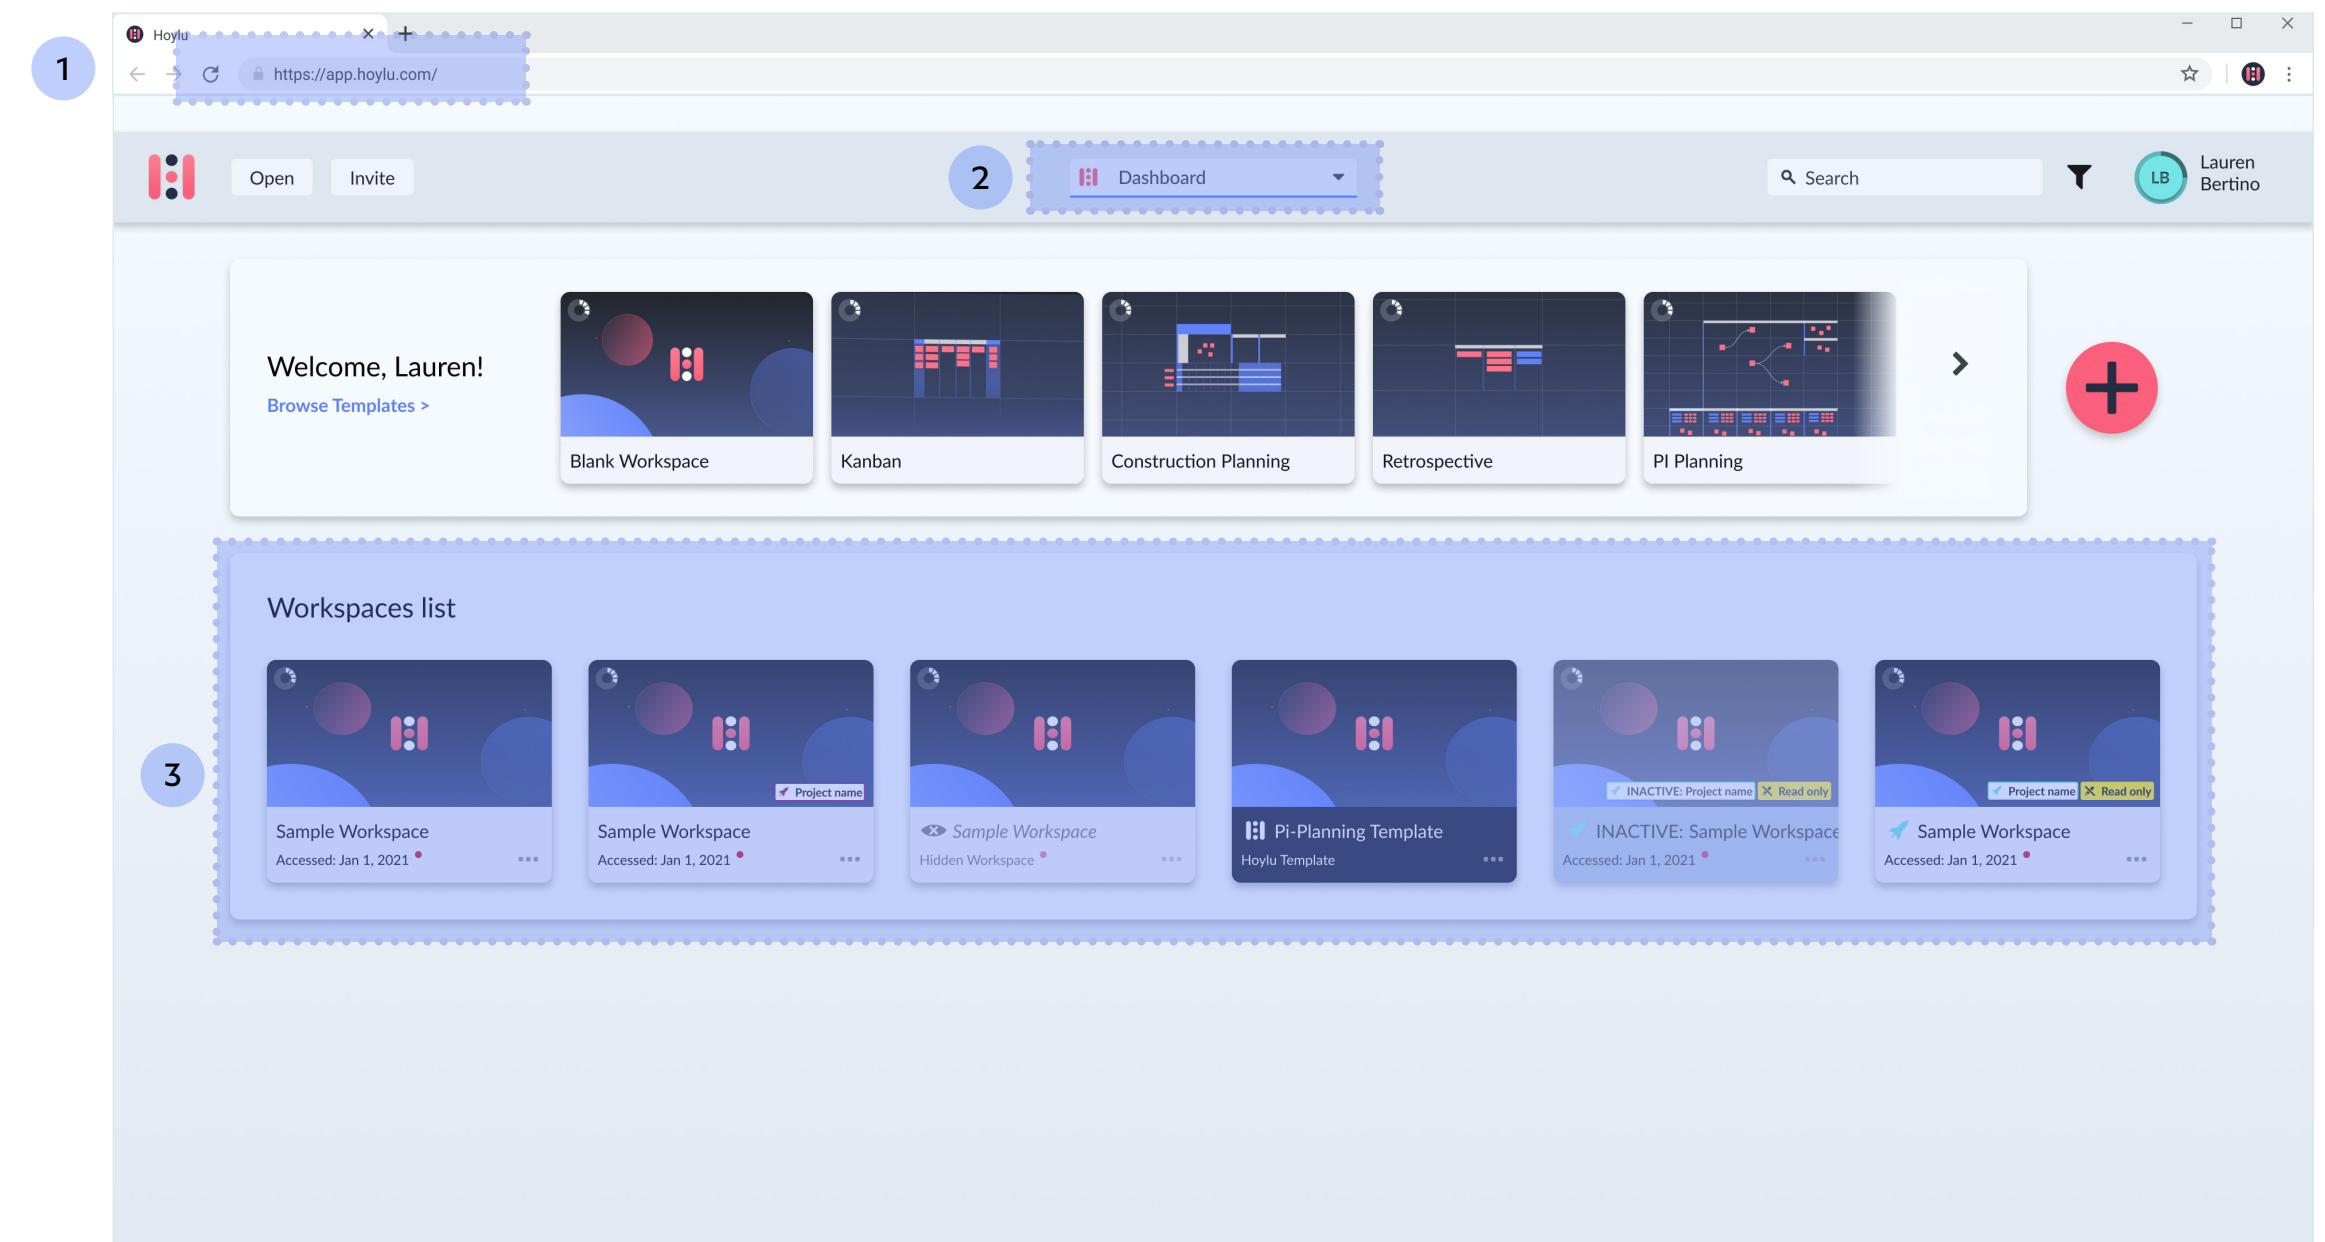 Hoylu
1
https://app.hoylu.com/
Open
Invite
2
Dashboard
Search
LB
Lauren
Bertino
Welcome, Lauren!
Browse Templates >
Blank Workspace
Kanban
Construction Planning
Retrospective
PI Planning
Workspaces list
3
Project name
INACTIVE: Project name
Read only
Project name
Read only
Sample Workspace
Accessed: Jan 1, 2021
Sample Workspace
Accessed: Jan 1, 2021
Sample Workspace
Hidden Workspace
Pi-Planning Template
Hoylu Template
INACTIVE: Sample Workspace
Accessed: Jan 1, 2021
Sample Workspace
Accessed: Jan 1, 2021